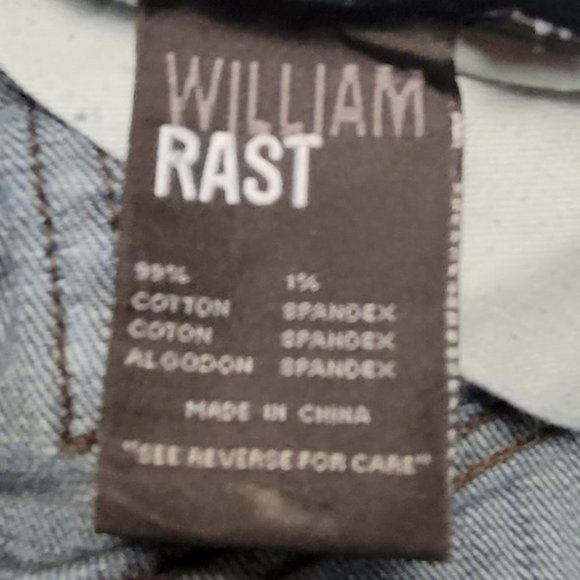 WILLIAM
RAST
99% 1%
COTTON SPANDEX
COTON SPANDEX
ALGODON SPANDEX
MADE IN CHINA
"SEE REVERSE FOR CARE"